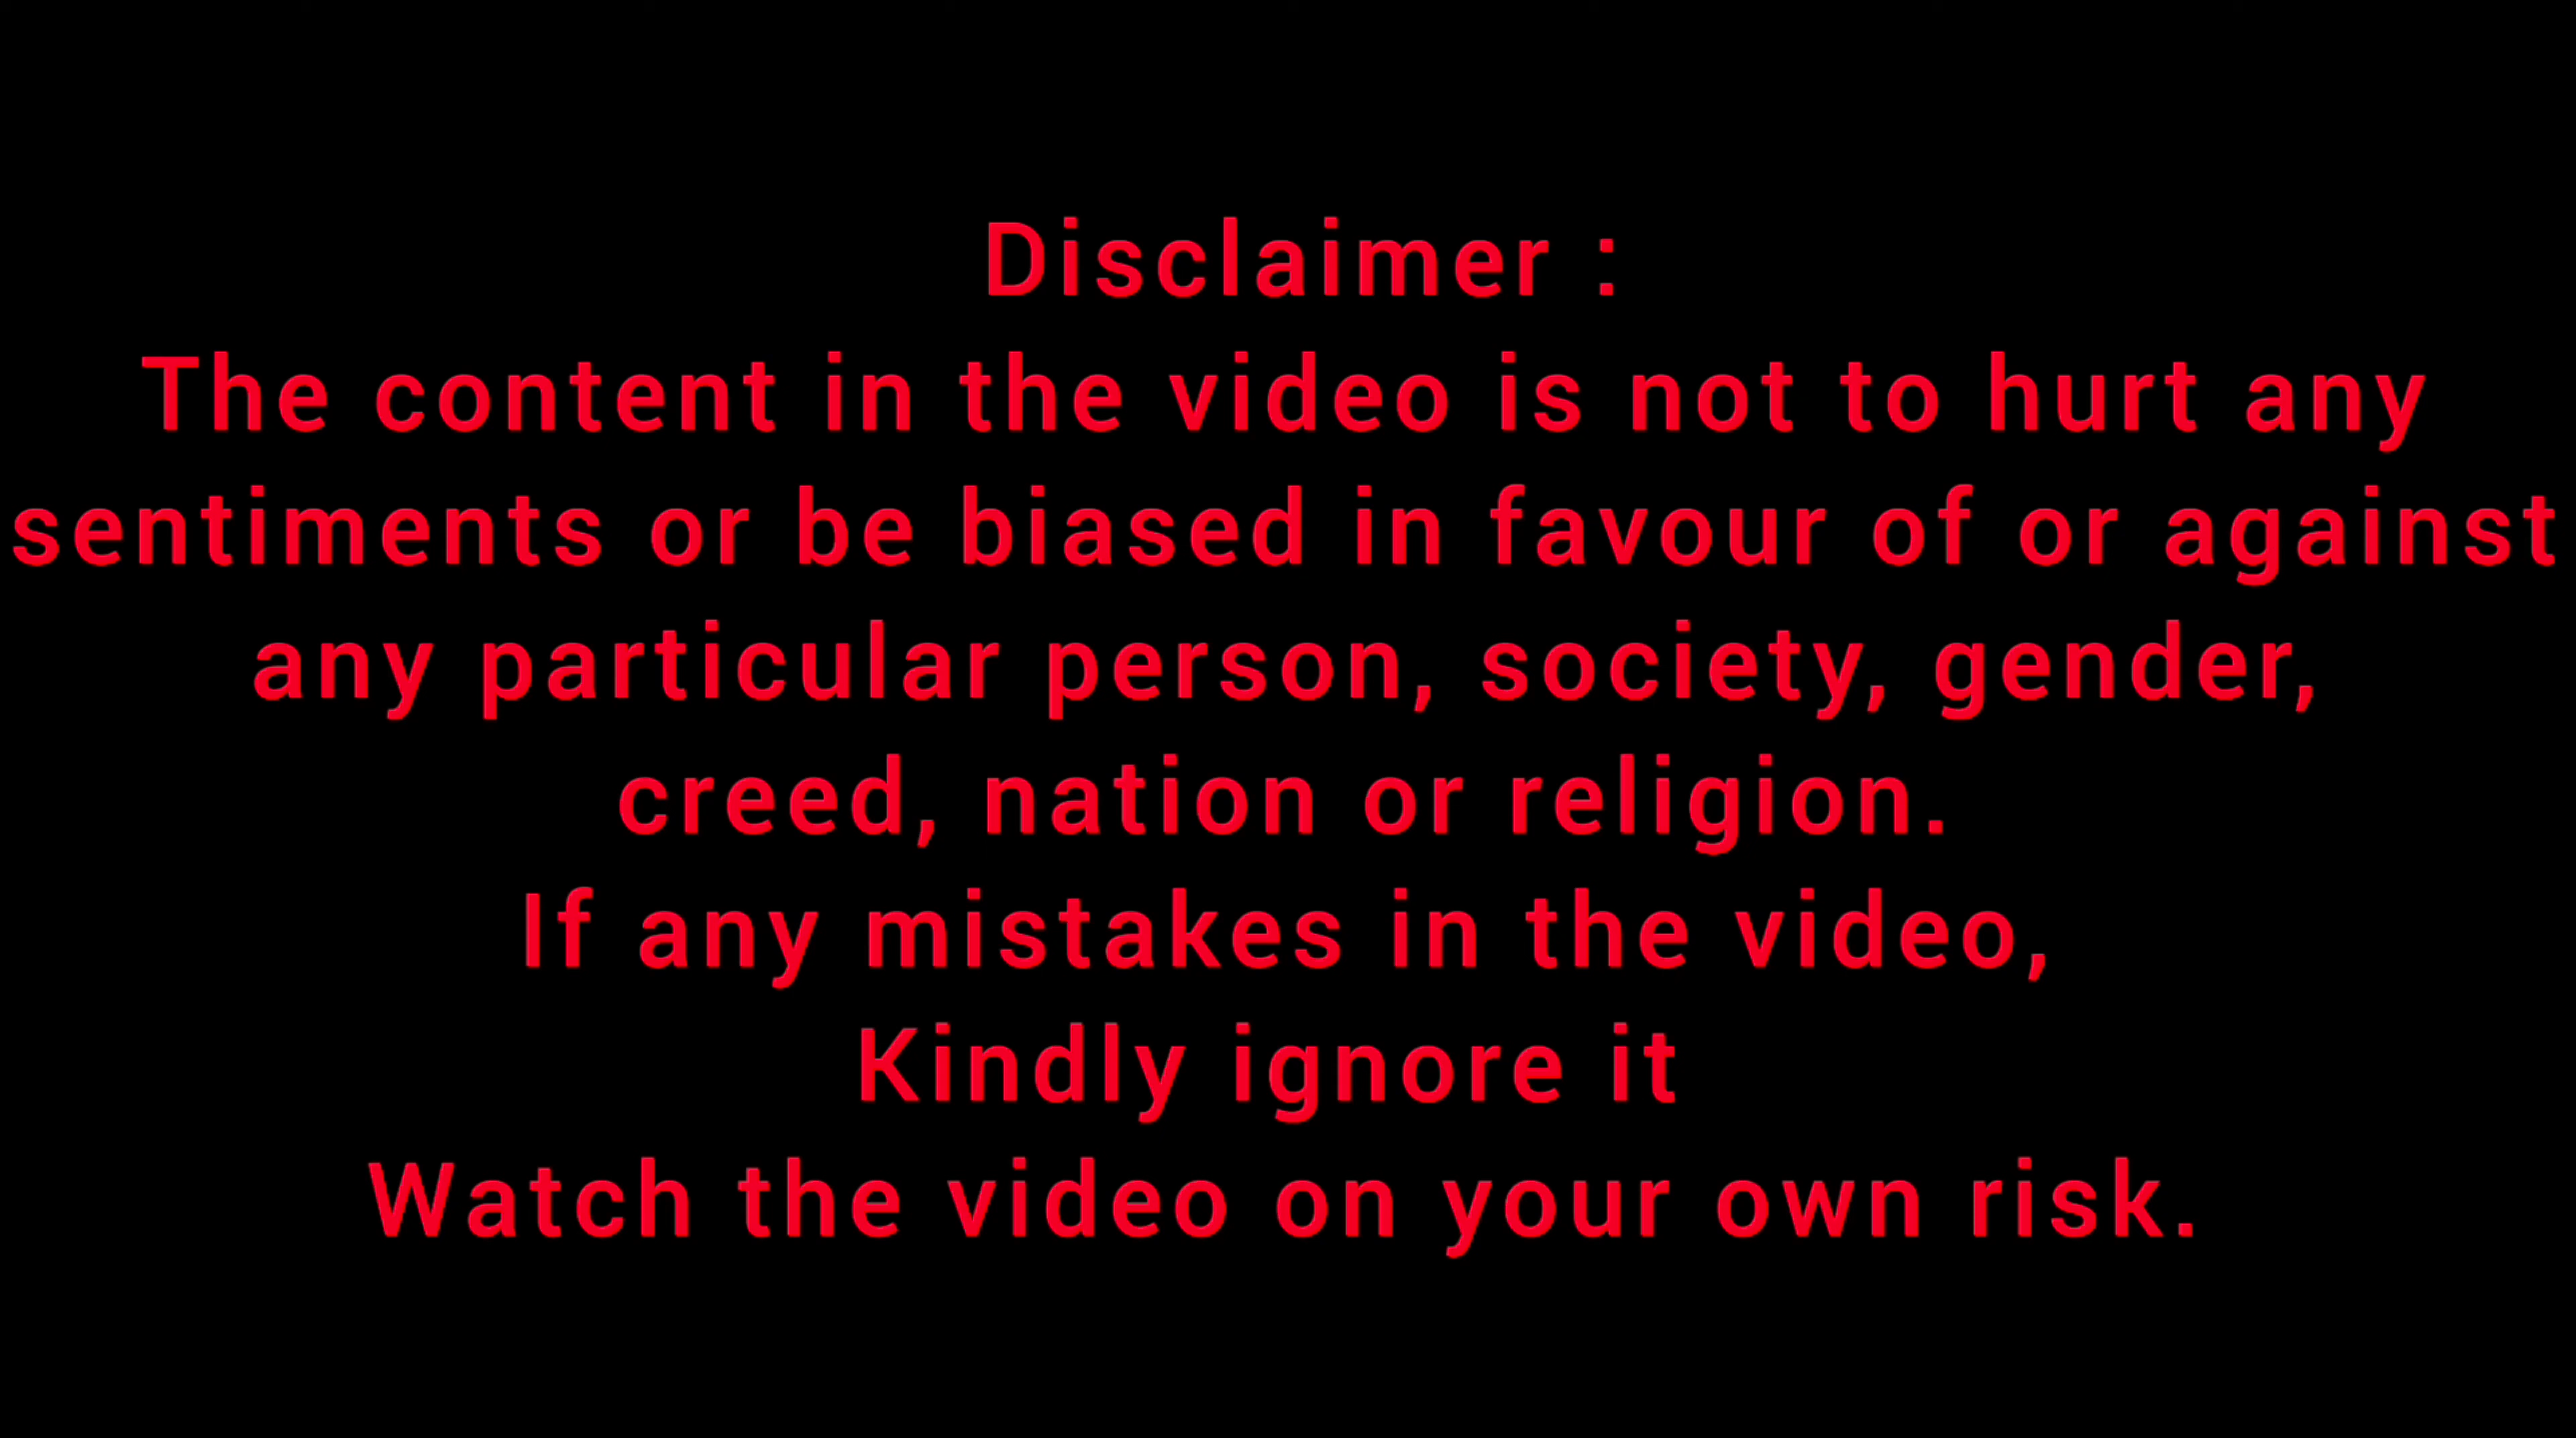 Disclaimer :
The content in the video is not to hurt any
sentiments or be biased in favour of or against
any particular person, society, gender,
creed, nation or religion.
If any mistakes in the video,
Kindly ignore it
Watch the video on your own risk.